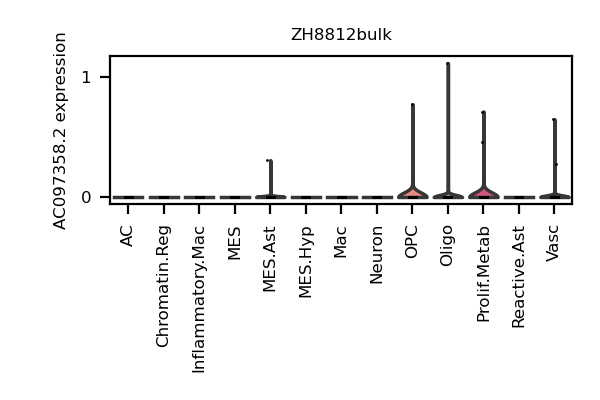 ZH8812bulk
AC097358.2 expression
1
0
AC
Chromatin.Reg
Inflammatory.Mac
MES
MES.Ast
MES.Hyp
Mac
Neuron
OPC
Oligo
Prolif.Metab
Reactive.Ast
Vasc